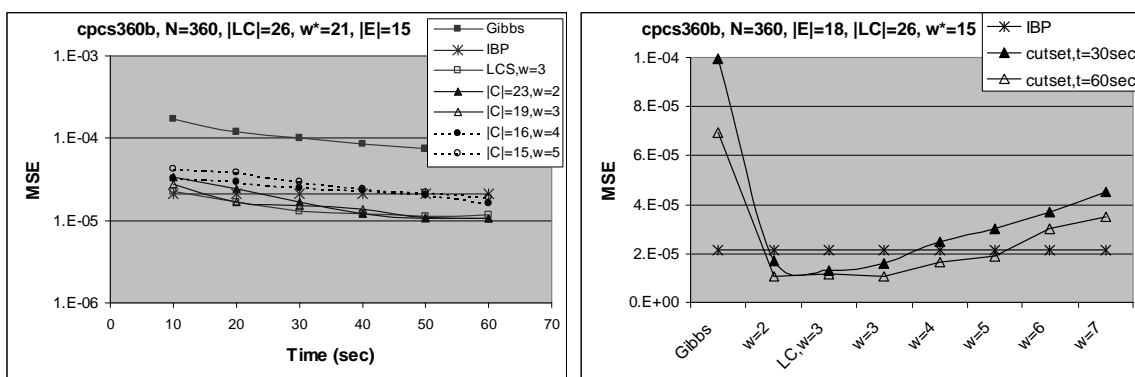 cpcs360b, N=360, |LC|=26, w*=21, |E|=15
Gibbs
IBP
LCS,w=3
|C|=23,w=2
|C|=19,w=3
|C|=16,w=4
|C|=15,w=5
1.E-03
1.E-04
1.E-05
1.E-06
MSE
0
10
20
30
40
50
60
70
Time (sec)
cpcs360b, N=360, |E|=18, |LC|=26, w*=15
IBP
cutset,t=30sec
cutset,t=60sec
1.E-04
8.E-05
6.E-05
4.E-05
2.E-05
0.E+00
MSE
Gibbs
w=2
LC,w=3
w=3
w=4
w=5
w=6
w=7